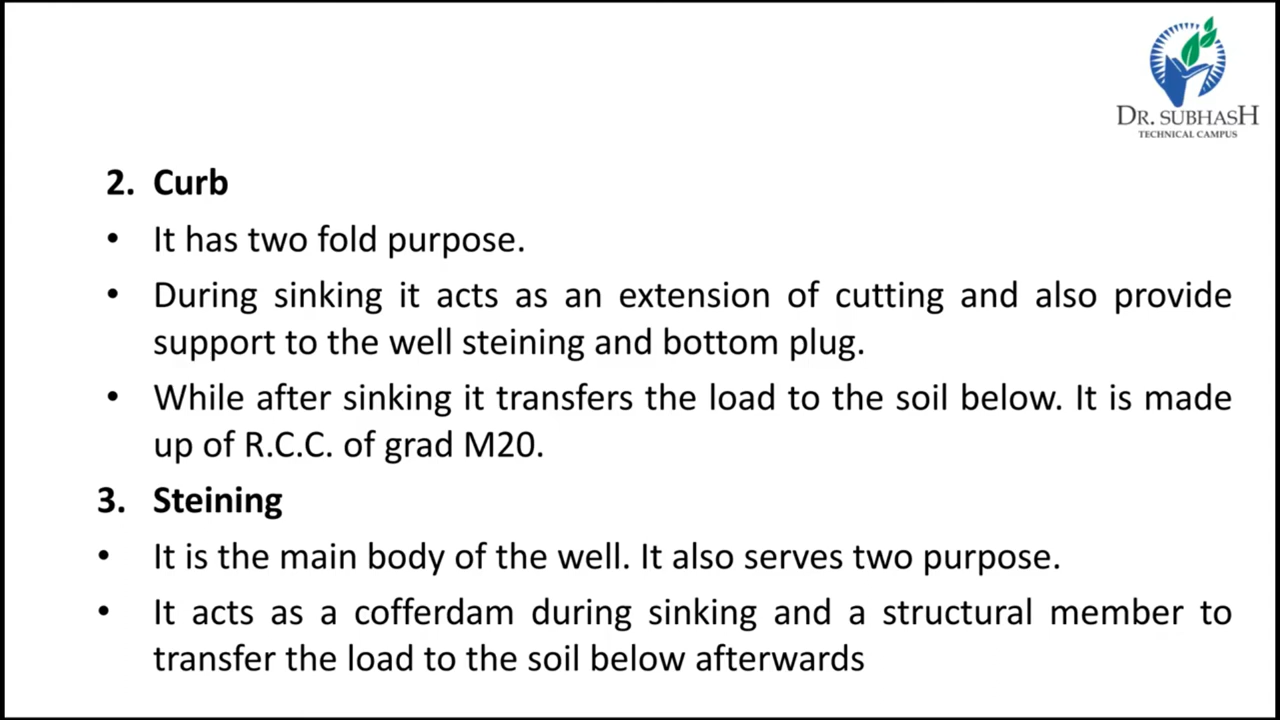 DR. SUBHASH
TECHNICAL CAMPUS
2. Curb
• It has two fold purpose.
• During sinking it acts as an extension of cutting and also provide
support to the well steining and bottom plug.
• While after sinking it transfers the load to the soil below. It is made
up of R.C.C. of grad M20.
3. Steining
• It is the main body of the well. It also serves two purpose.
• It acts as a cofferdam during sinking and a structural member to
transfer the load to the soil below afterwards